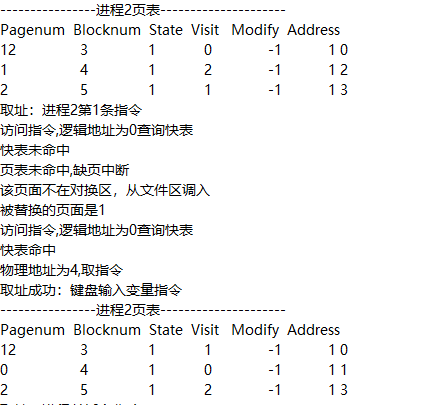 ----------------进程2页表---------------------
Pagenum Blocknum State Visit Modify Address
12 3 1 0 -1 1 0
1 4 1 2 -1 1 2
2 5 1 1 -1 1 3
取址：进程2第1条指令
访问指令,逻辑地址为0查询快表
快表未命中
页表未命中,缺页中断
该页面不在对换区，从文件区调入
被替换的页面是1
访问指令,逻辑地址为0查询快表
快表命中
物理地址为4,取指令
取址成功：键盘输入变量指令
----------------进程2页表---------------------
Pagenum Blocknum State Visit Modify Address
12 3 1 1 -1 1 0
0 4 1 0 -1 1 1
2 5 1 2 -1 1 3